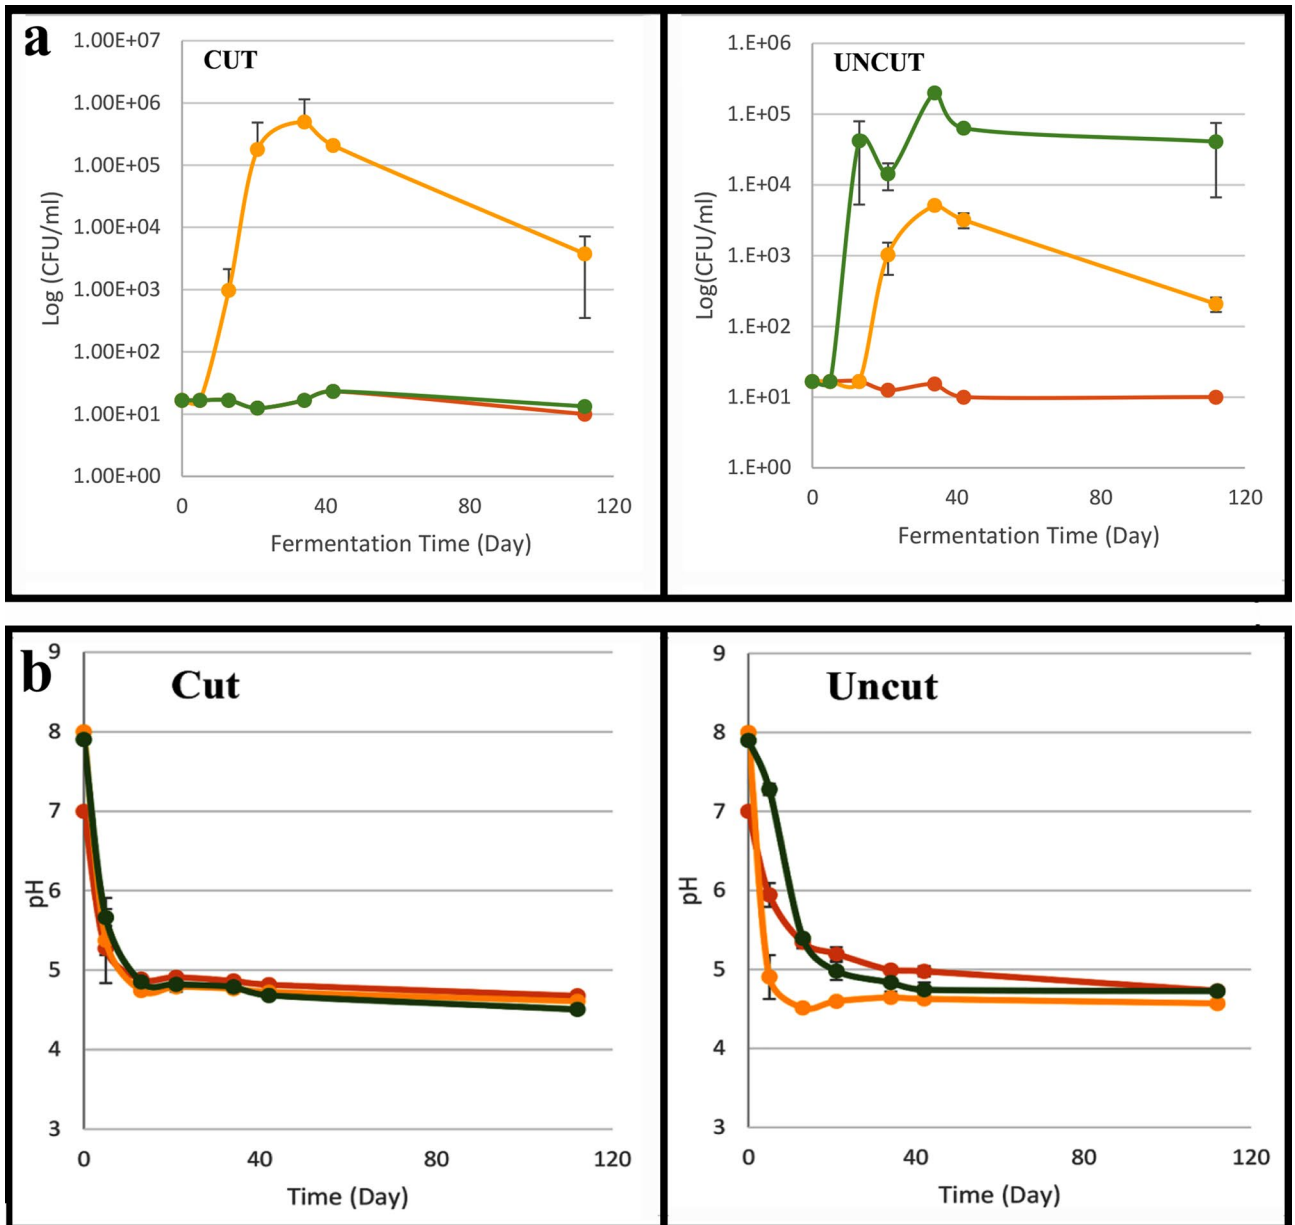 a
CUT
1.00E+07
1.00E+06
1.00E+05
1.00E+04
1.00E+03
1.00E+02
1.00E+01
1.00E+00
Log (CFU/ml)
0 40 80 120
Fermentation Time (Day)
UNCUT
1.E+06
1.E+05
1.E+04
1.E+03
1.E+02
1.E+01
1.E+00
Log(CFU/ml)
0 40 80 120
Fermentation Time (Day)
b
Cut
9
8
7
6
5
4
3
pH
0 40 80 120
Time (Day)
Uncut
9
8
7
6
5
4
3
pH
0 40 80 120
Time (Day)